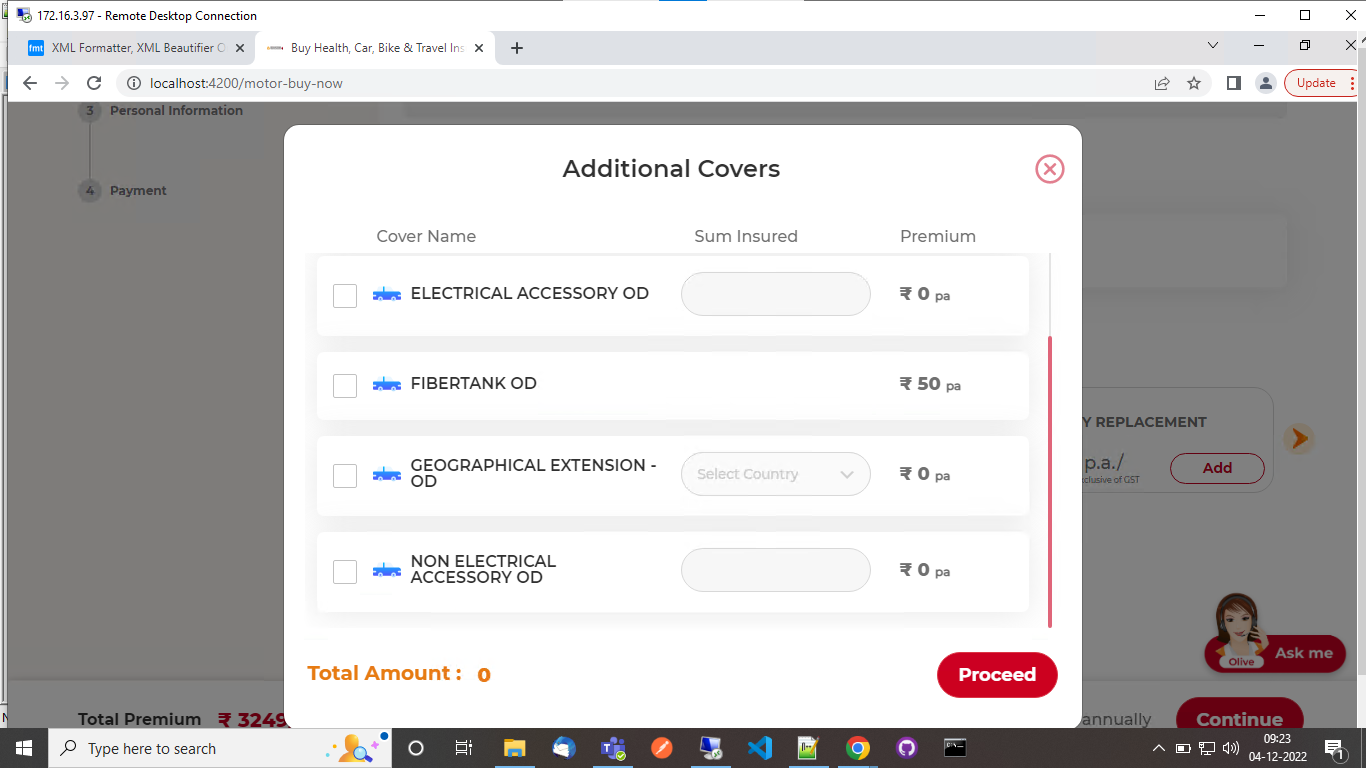 172.16.3.97 - Remote Desktop Connection
fmt XML Formatter, XML Beautifier O
Buy Health, Car, Bike & Travel Ins
localhost:4200/motor-buy-now
Update
3 Personal Information
4 Payment
Additional Covers
Cover Name Sum Insured Premium
ELECTRICAL ACCESSORY OD ₹ 0 pa
FIBERTANK OD ₹ 50 pa
GEOGRAPHICAL EXTENSION -
OD
Select Country
₹ 0 pa
NON ELECTRICAL
ACCESSORY OD
₹ 0 pa
Y REPLACEMENT
p.a./
clusive of GST
Add
Total Amount : 0
Proceed
Olive
Ask me
Total Premium ₹ 3249
annually
Continue
Type here to search
09:23
04-12-2022
1